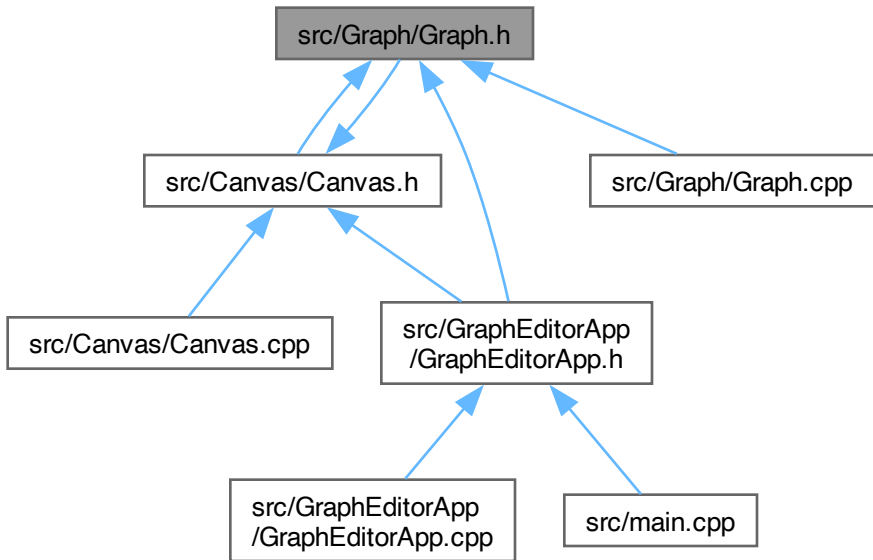 src/Graph/Graph.h
src/Canvas/Canvas.h
src/Graph/Graph.cpp
src/Canvas/Canvas.cpp
src/GraphEditorApp
/GraphEditorApp.h
src/GraphEditorApp
/GraphEditorApp.cpp
src/main.cpp